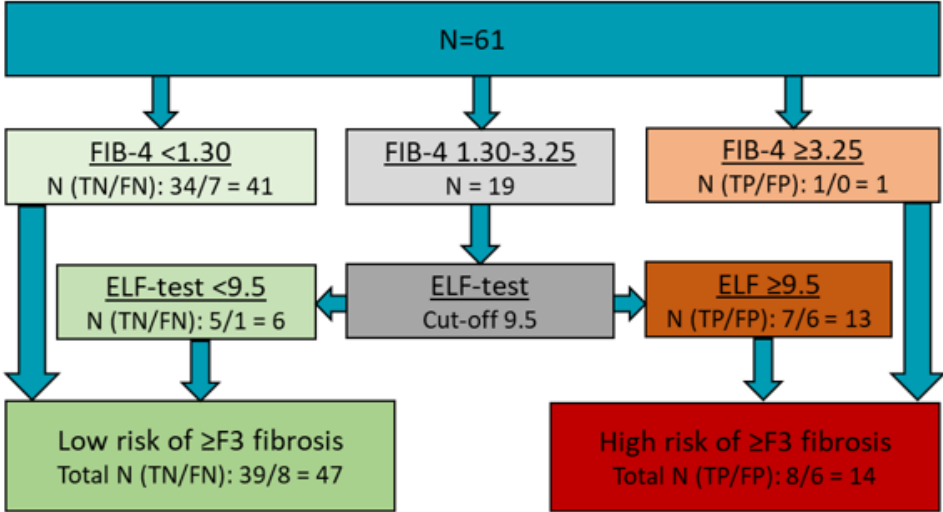 N=61
FIB-4 <1.30
N (TN/FN): 34/7 = 41
FIB-4 1.30-3.25
N = 19
FIB-4 ≥3.25
N (TP/FP): 1/0 = 1
ELF-test <9.5
N (TN/FN): 5/1 = 6
ELF-test
Cut-off 9.5
ELF ≥9.5
N (TP/FP): 7/6 = 13
Low risk of ≥F3 fibrosis
Total N (TN/FN): 39/8 = 47
High risk of ≥F3 fibrosis
Total N (TP/FP): 8/6 = 14